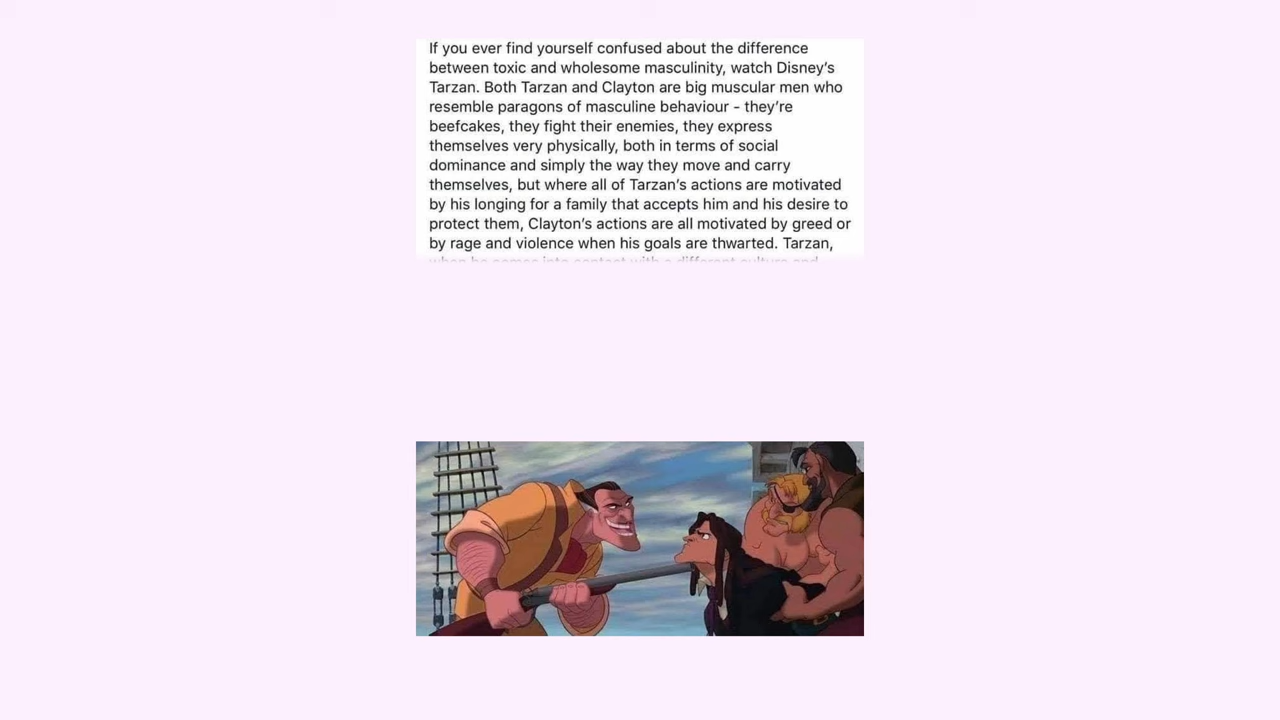 If you ever find yourself confused about the difference
between toxic and wholesome masculinity, watch Disney's
Tarzan. Both Tarzan and Clayton are big muscular men who
resemble paragons of masculine behaviour - they're
beefcakes, they fight their enemies, they express
themselves very physically, both in terms of social
dominance and simply the way they move and carry
themselves, but where all of Tarzan's actions are motivated
by his longing for a family that accepts him and his desire to
protect them, Clayton's actions are all motivated by greed or
by rage and violence when his goals are thwarted. Tarzan,